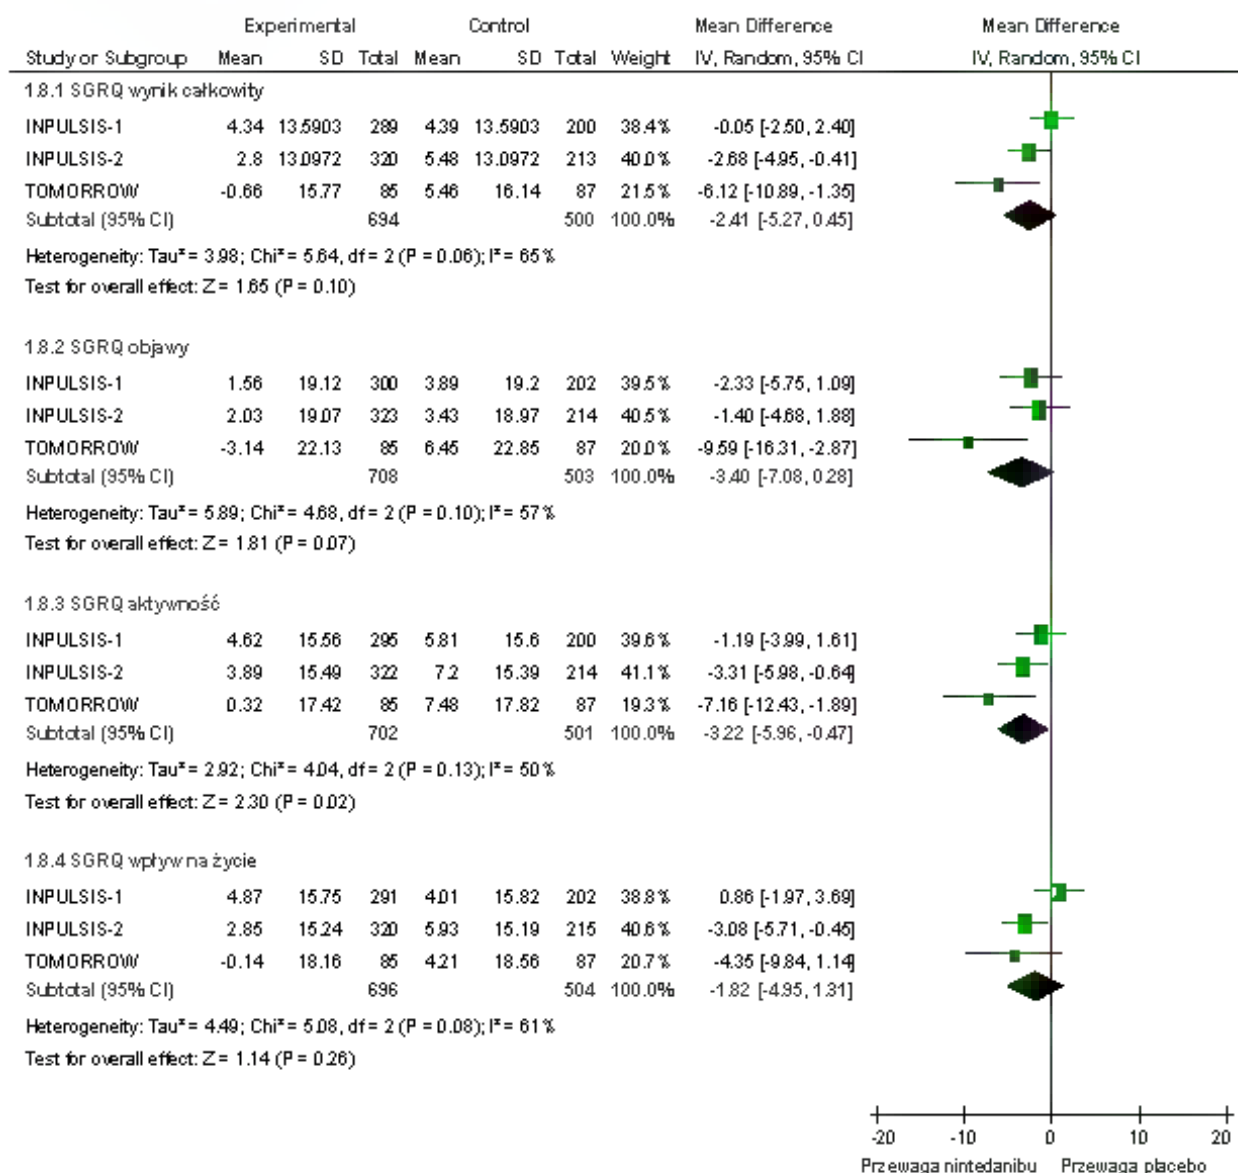 Experimental Control Mean Difference Mean Difference
Study or Subgroup Mean SD Total Mean SD Total Weight IV, Random, 95% CI IV, Random, 95% CI
1.8.1 SGRQ wynik całkowity
INPULSIS-1 4.34 13.5903 289 4.39 13.5903 200 38.4% -0.05 [-2.50, 2.40]
INPULSIS-2 2.8 13.0972 320 5.48 13.0972 213 40.0% -2.68 [-4.95, -0.41]
TOMORROW -0.66 15.77 85 5.46 16.14 87 21.5% -6.12 [-10.89, -1.35]
Subtotal (95% CI) 694 500 100.0% -2.41 [-5.27, 0.45]
Heterogeneity: Tau² = 3.98; Chi² = 5.64, df = 2 (P = 0.06); I² = 65%
Test for overall effect: Z = 1.65 (P = 0.10)
1.8.2 SGRQ objawy
INPULSIS-1 1.56 19.12 300 3.89 19.2 202 39.5% -2.33 [-5.75, 1.09]
INPULSIS-2 2.03 19.07 323 3.43 18.97 214 40.5% -1.40 [-4.68, 1.88]
TOMORROW -3.14 22.13 85 6.45 22.85 87 20.0% -9.59 [-16.31, -2.87]
Subtotal (95% CI) 708 503 100.0% -3.40 [-7.08, 0.28]
Heterogeneity: Tau² = 5.89; Chi² = 4.68, df = 2 (P = 0.10); I² = 57%
Test for overall effect: Z = 1.81 (P = 0.07)
1.8.3 SGRQ aktywność
INPULSIS-1 4.62 15.56 295 5.81 15.6 200 39.6% -1.19 [-3.99, 1.61]
INPULSIS-2 3.89 15.49 322 7.2 15.39 214 41.1% -3.31 [-5.98, -0.64]
TOMORROW 0.32 17.42 85 7.48 17.82 87 19.3% -7.16 [-12.43, -1.89]
Subtotal (95% CI) 702 501 100.0% -3.22 [-5.96, -0.47]
Heterogeneity: Tau² = 2.92; Chi² = 4.04, df = 2 (P = 0.13); I² = 50%
Test for overall effect: Z = 2.30 (P = 0.02)
1.8.4 SGRQ wpływ na życie
INPULSIS-1 4.87 15.75 291 4.01 15.82 202 38.8% 0.86 [-1.97, 3.69]
INPULSIS-2 2.85 15.24 320 5.93 15.19 215 40.6% -3.08 [-5.71, -0.45]
TOMORROW -0.14 18.16 85 4.21 18.56 87 20.7% -4.35 [-9.84, 1.14]
Subtotal (95% CI) 696 504 100.0% -1.82 [-4.95, 1.31]
Heterogeneity: Tau² = 4.49; Chi² = 5.08, df = 2 (P = 0.08); I² = 61%
Test for overall effect: Z = 1.14 (P = 0.26)
-20 -10 0 10 20
Przewaga nintedanibu Przewaga placebo